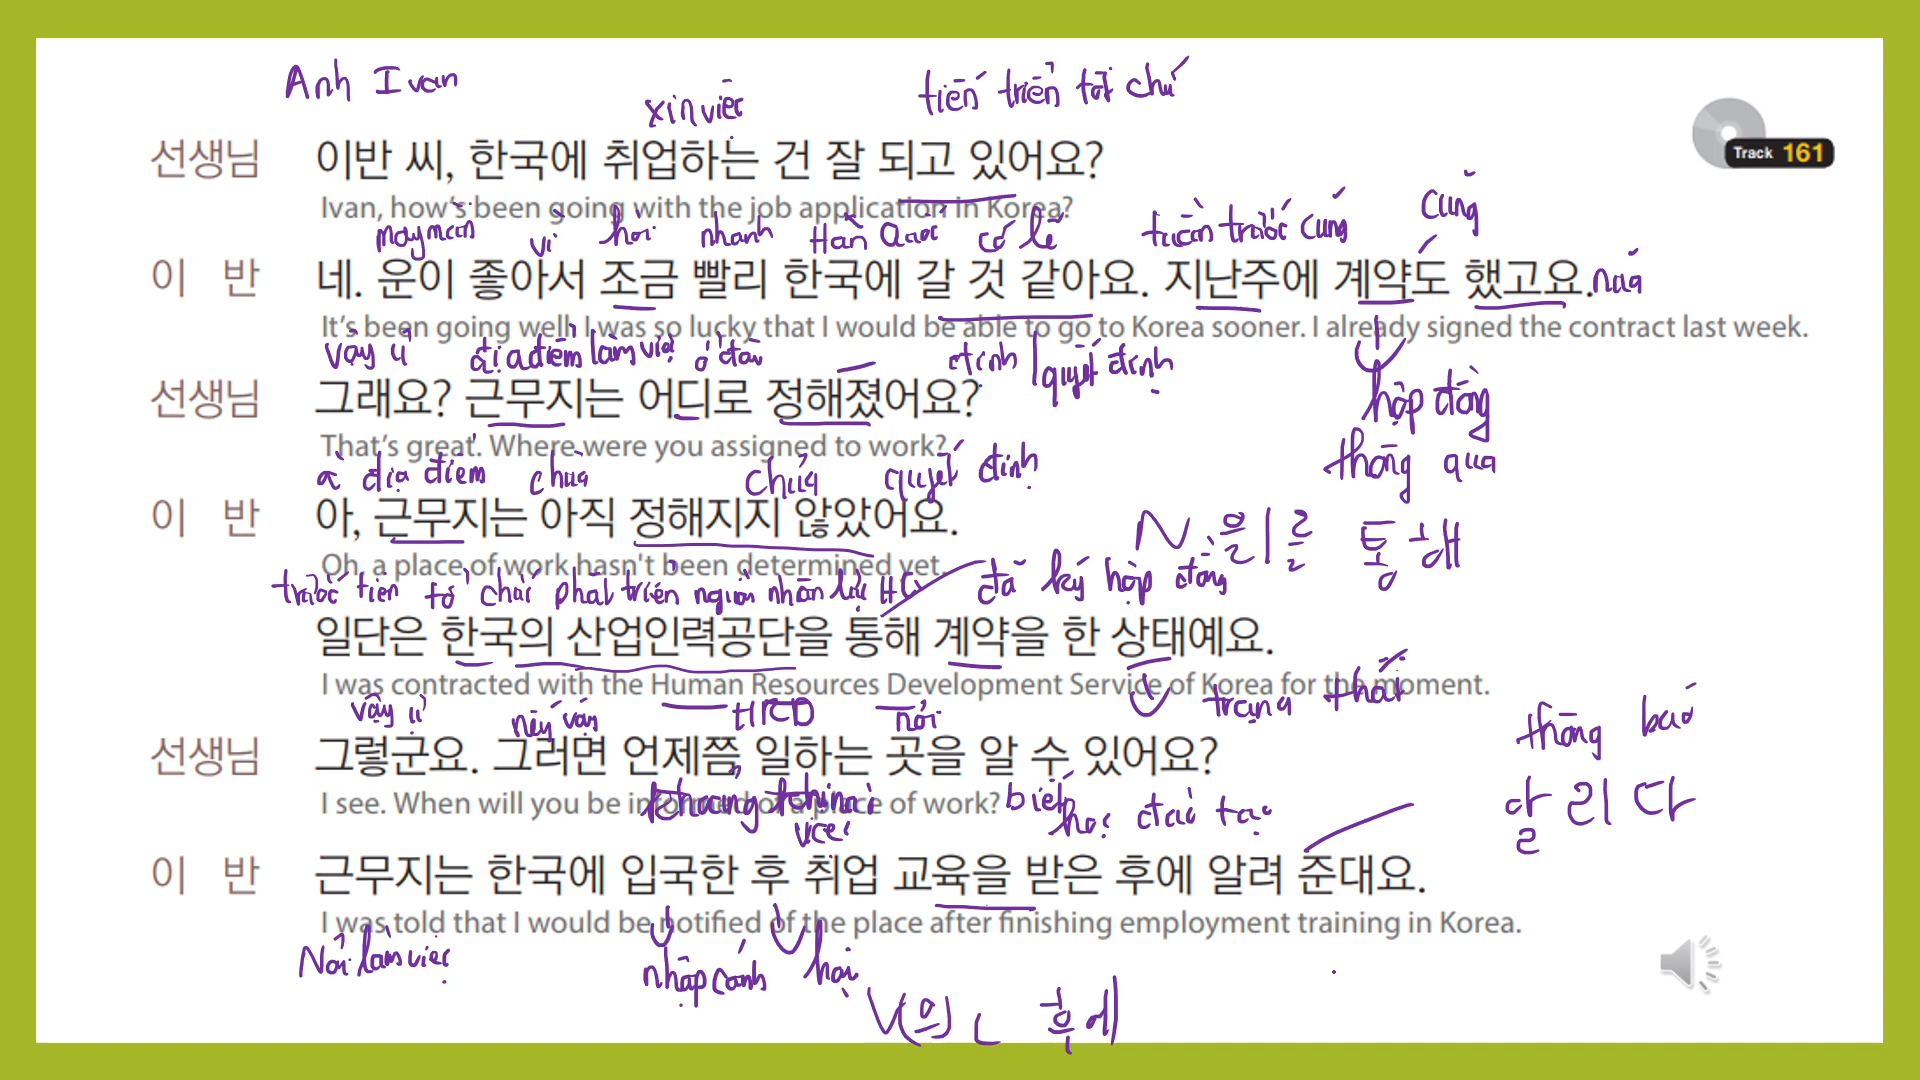 Anh Ivan xin việc tiến triển tốt chứ
Track 161
선생님 이반 씨, 한국에 취업하는 건 잘 되고 있어요?
Ivan, how's been going with the job application in Korea?
may mắn vì hơi nhanh Hàn Quốc có lẽ tuần trước cũng cũng
이 반 네. 운이 좋아서 조금 빨리 한국에 갈 것 같아요. 지난주에 계약도 했고요. nữa
It's been going well. I was so lucky that I would be able to go to Korea sooner. I already signed the contract last week.
vậy ư địa điểm làm việc ở đâu định quyết định
hợp đồng
선생님 그래요? 근무지는 어디로 정해졌어요?
That's great. Where were you assigned to work?
à địa điểm chưa chưa quyết định
thông qua
이 반 아, 근무지는 아직 정해지지 않았어요.
N 을|를 통해
Oh, a place of work hasn't been determined yet.
trước tiên tổ chức phát triển nguồn nhân lực HQ đã ký hợp đồng
일단은 한국의 산업인력공단을 통해 계약을 한 상태예요.
I was contracted with the Human Resources Development Service of Korea for the moment.
vậy ư nếu vậy HRD nơi trạng thái
thông báo
선생님 그렇군요. 그러면 언제쯤 일하는 곳을 알 수 있어요?
I see. When will you be informed of a place of work?
khoảng khi nơi việc biết học đào tạo
알리다
이 반 근무지는 한국에 입국한 후 취업 교육을 받은 후에 알려 준대요.
I was told that I would be notified of the place after finishing employment training in Korea.
Nơi làm việc nhập cảnh
V(으)ㄴ 후에